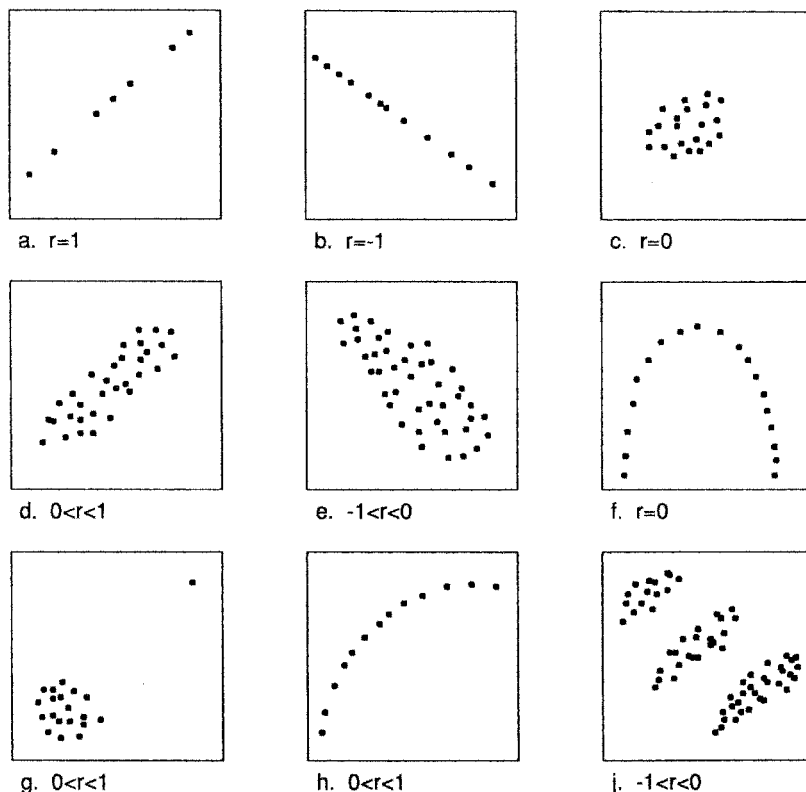 a. r=1
b. r=-1
c. r=0
d. 0<r<1
e. -1<r<0
f. r=0
g. 0<r<1
h. 0<r<1
j. -1<r<0